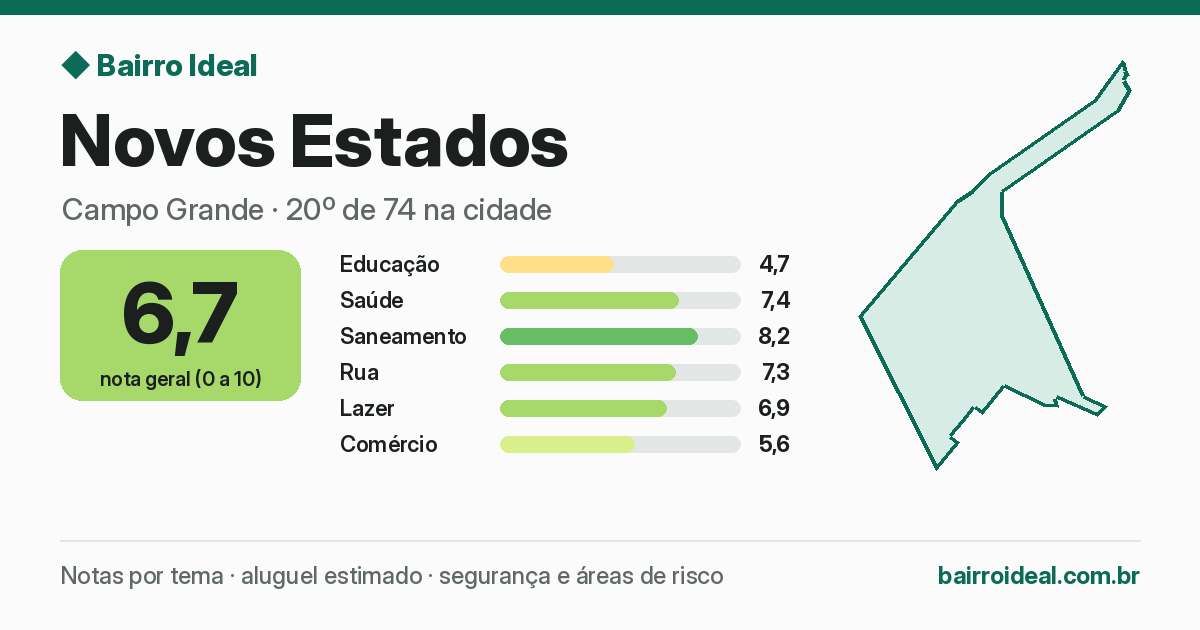 Bairro Ideal
Novos Estados
Campo Grande · 20º de 74 na cidade
6,7
nota geral (0 a 10)
Educação 4,7
Saúde 7,4
Saneamento 8,2
Rua 7,3
Lazer 6,9
Comércio 5,6
Notas por tema · aluguel estimado · segurança e áreas de risco
bairroideal.com.br